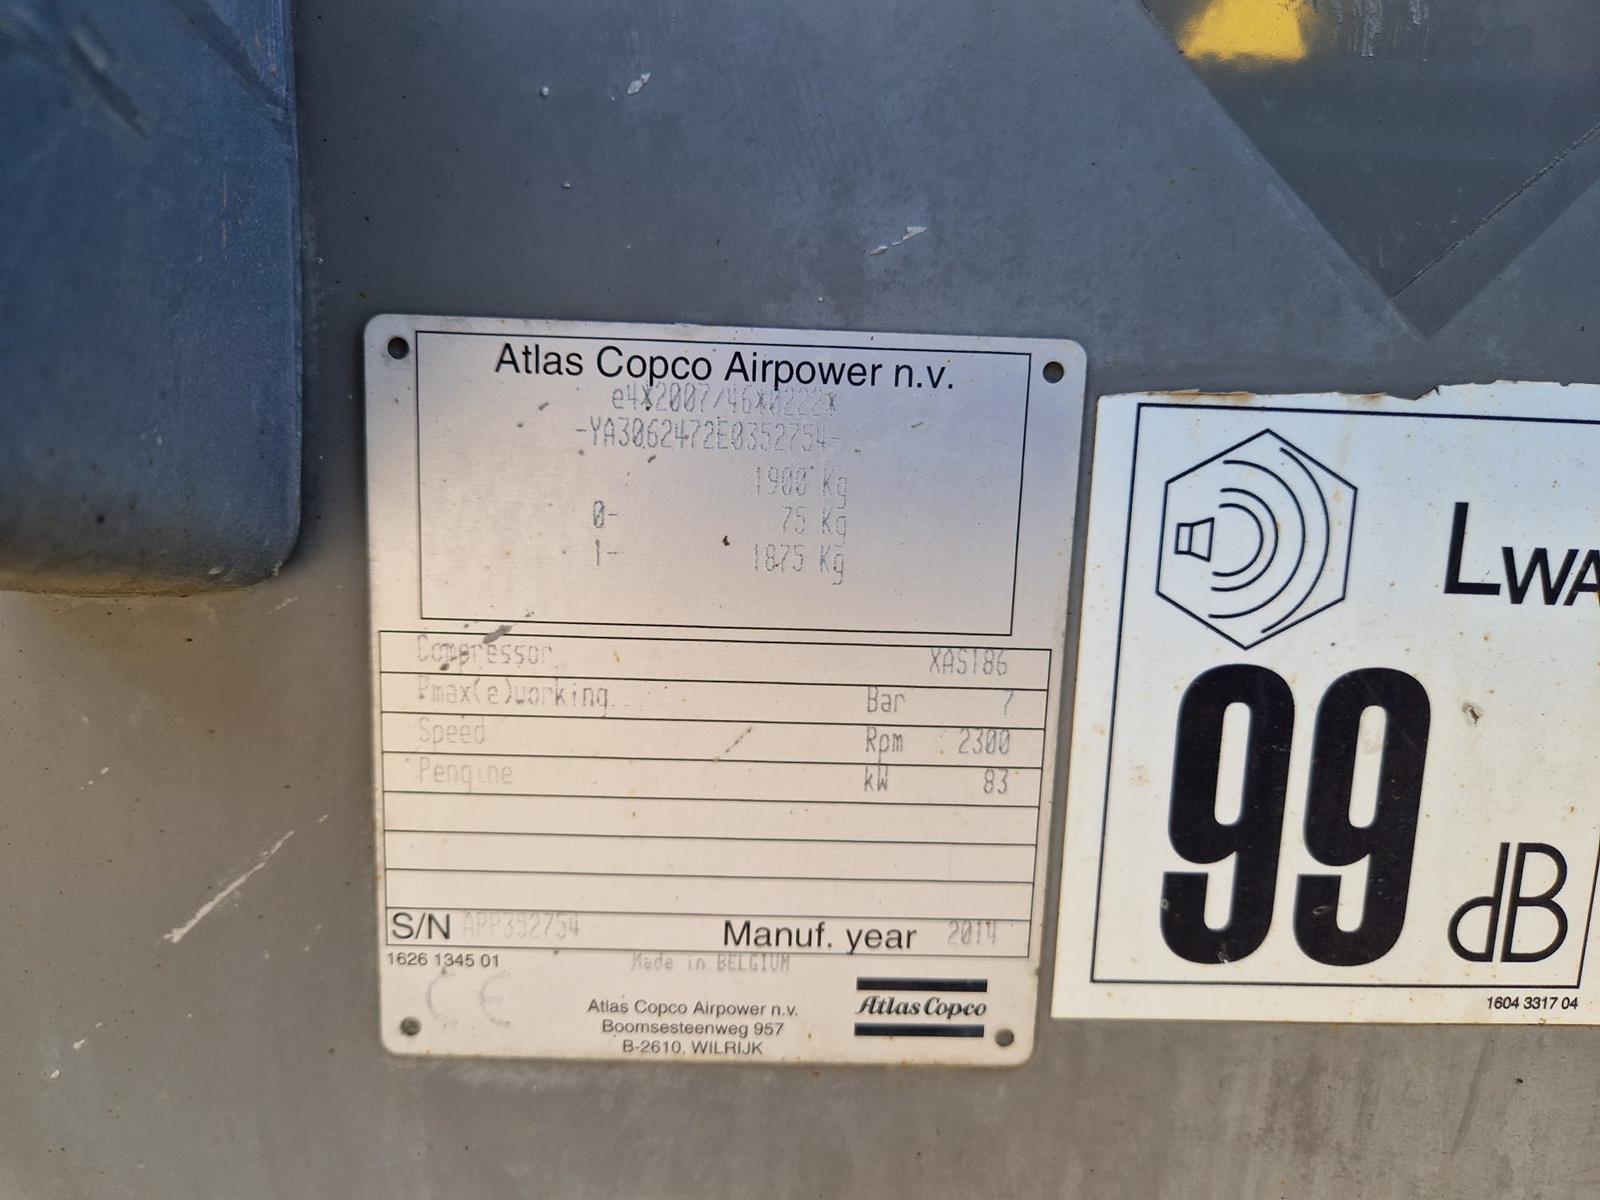 Atlas Copco Airpower n.v.
e4*2007/46*0222*
-YA3062472E0352754-
1900 Kg
0- 75 Kg
1- 1875 Kg
Compressor XAS186
Pmax(e)working Bar 7
Speed Rpm 2300
Pengine kW 83
S/N APP352754 Manuf. year 2014
1626 1345 01 Made in BELGIUM
CE
Atlas Copco Airpower n.v.
Boomsesteenweg 957
B-2610, WILRIJK
Atlas Copco
LWA
99 dB
1604 3317 04